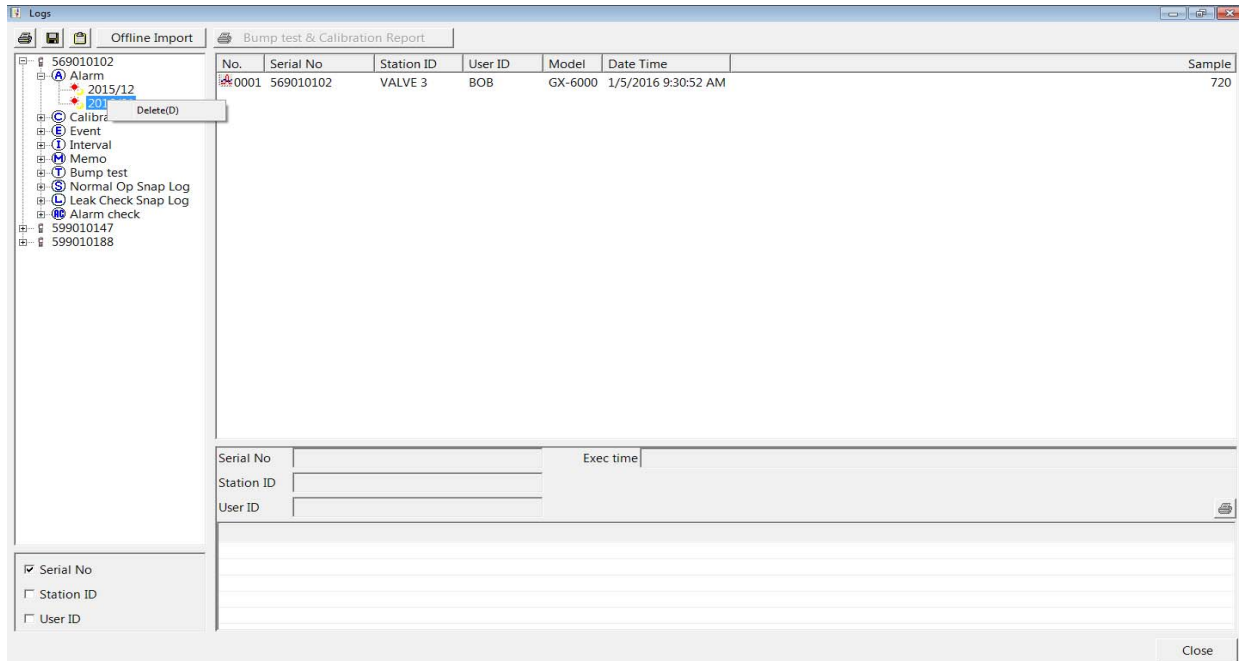 Logs
Offline Import Bump test & Calibration Report
569010102
Alarm
2015/12
Delete(D)
Event
Interval
Memo
Bump test
Normal Op Snap Log
Leak Check Snap Log
Alarm check
599010147
599010188
No. Serial No Station ID User ID Model Date Time Sample
0001 569010102 VALVE 3 BOB GX-6000 1/5/2016 9:30:52 AM 720
Serial No Exec time
Station ID
User ID
Serial No
Station ID
User ID
Close